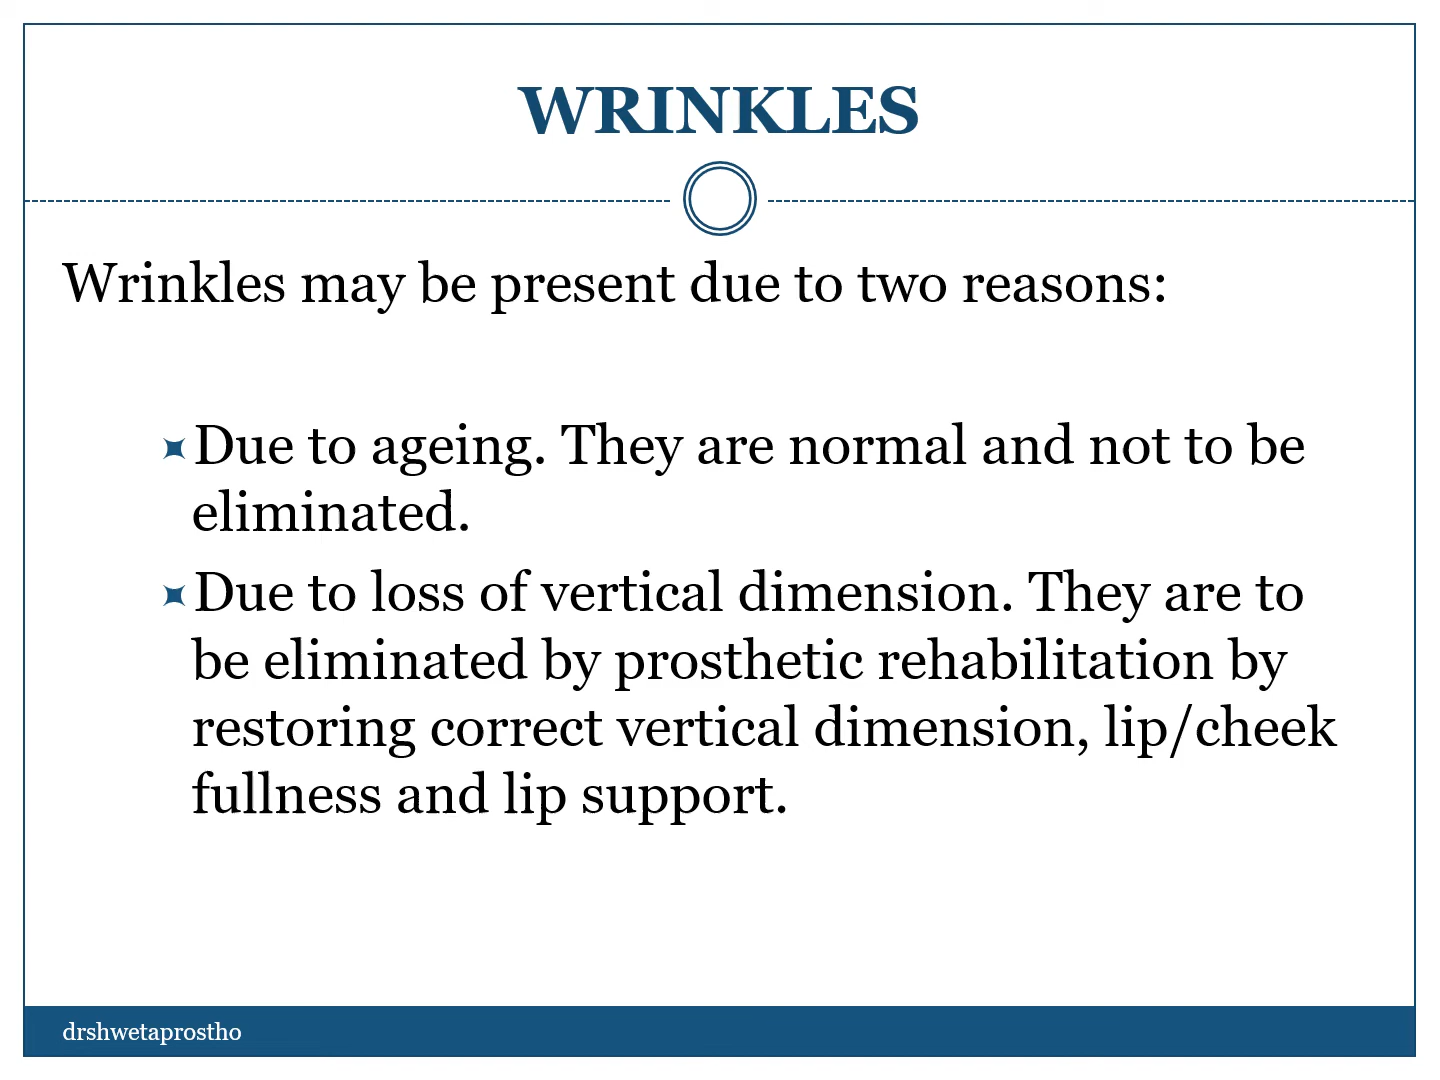 WRINKLES
Wrinkles may be present due to two reasons:
Due to ageing. They are normal and not to be
eliminated.
Due to loss of vertical dimension. They are to
be eliminated by prosthetic rehabilitation by
restoring correct vertical dimension, lip/cheek
fullness and lip support.
drshwetaprostho